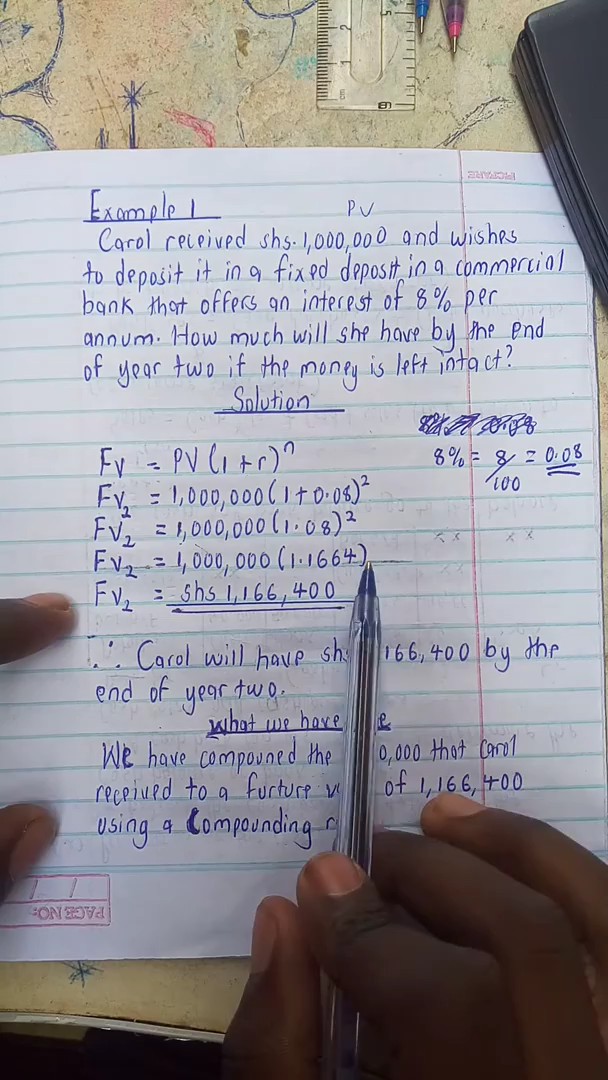 Example 1 PV
Carol received shs. 1,000,000 and wishes
to deposit it in a fixed deposit in a commercial
bank that offers an interest of 8% per
annum. How much will she have by the end
of year two if the money is left intact?
Solution
FV = PV(1+r)ⁿ
8% = 8/100 = 0.08
FV₂ = 1,000,000(1+0.08)²
FV₂ = 1,000,000(1.08)²
FV₂ = 1,000,000(1.1664)
FV₂ = shs 1,166,400
∴ Carol will have sh 166,400 by the
end of year two.
What we have
We have compouned the 0,000 that Carol
received to a furture of 1,166,400
using a Compounding
PAGE NO: